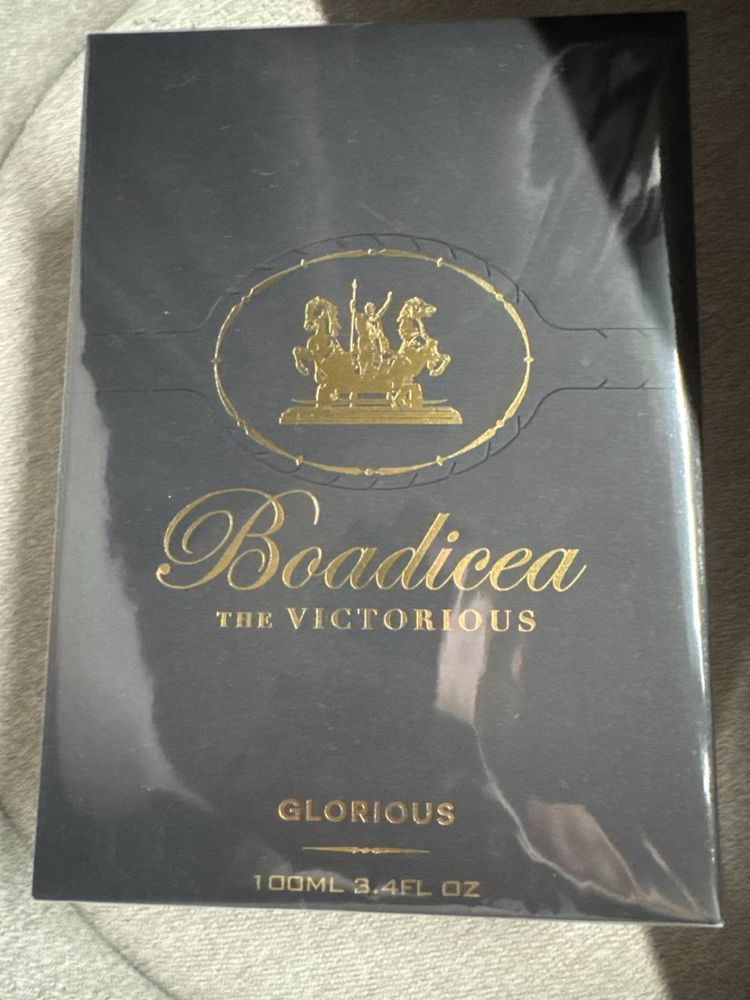 Boadicea
THE VICTORIOUS
GLORIOUS
100ML 3.4FL OZ